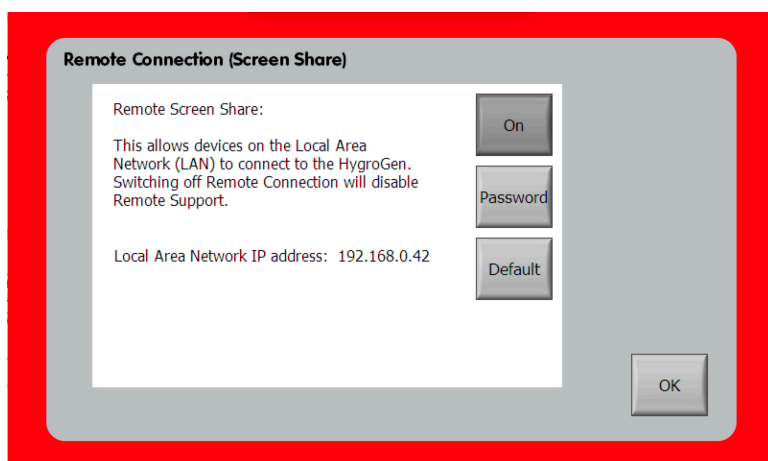 Remote Connection (Screen Share)
Remote Screen Share:
This allows devices on the Local Area
Network (LAN) to connect to the HygroGen.
Switching off Remote Connection will disable
Remote Support.
Local Area Network IP address: 192.168.0.42
On
Password
Default
OK